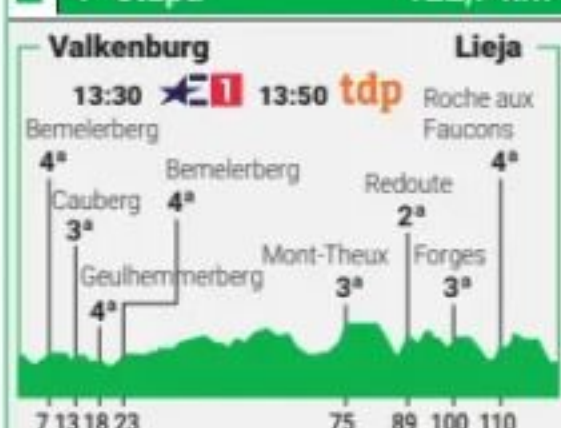 Valkenburg Lieja
13:30 E1 13:50 tdp
Roche aux
Faucons
4ª
Bemelerberg
4ª
Bemelerberg
4ª
Redoute
2ª
Cauberg
3ª
Mont-Theux
3ª
Forges
3ª
Geulhemmerberg
4ª
7 13 18 23 75 89 100 110